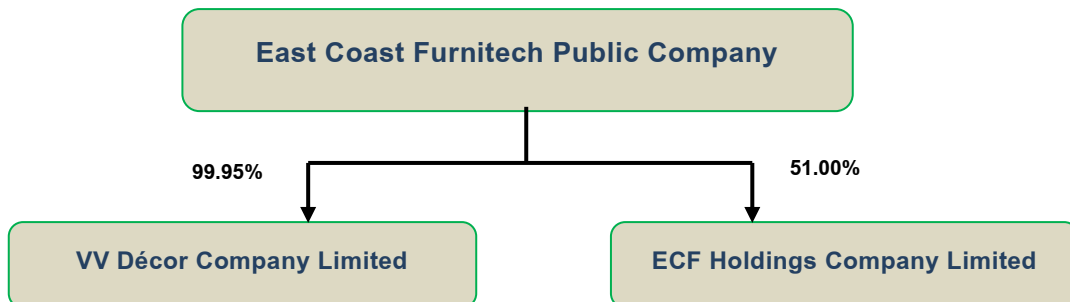 East Coast Furnitech Public Company
99.95%
51.00%
VV Décor Company Limited
ECF Holdings Company Limited